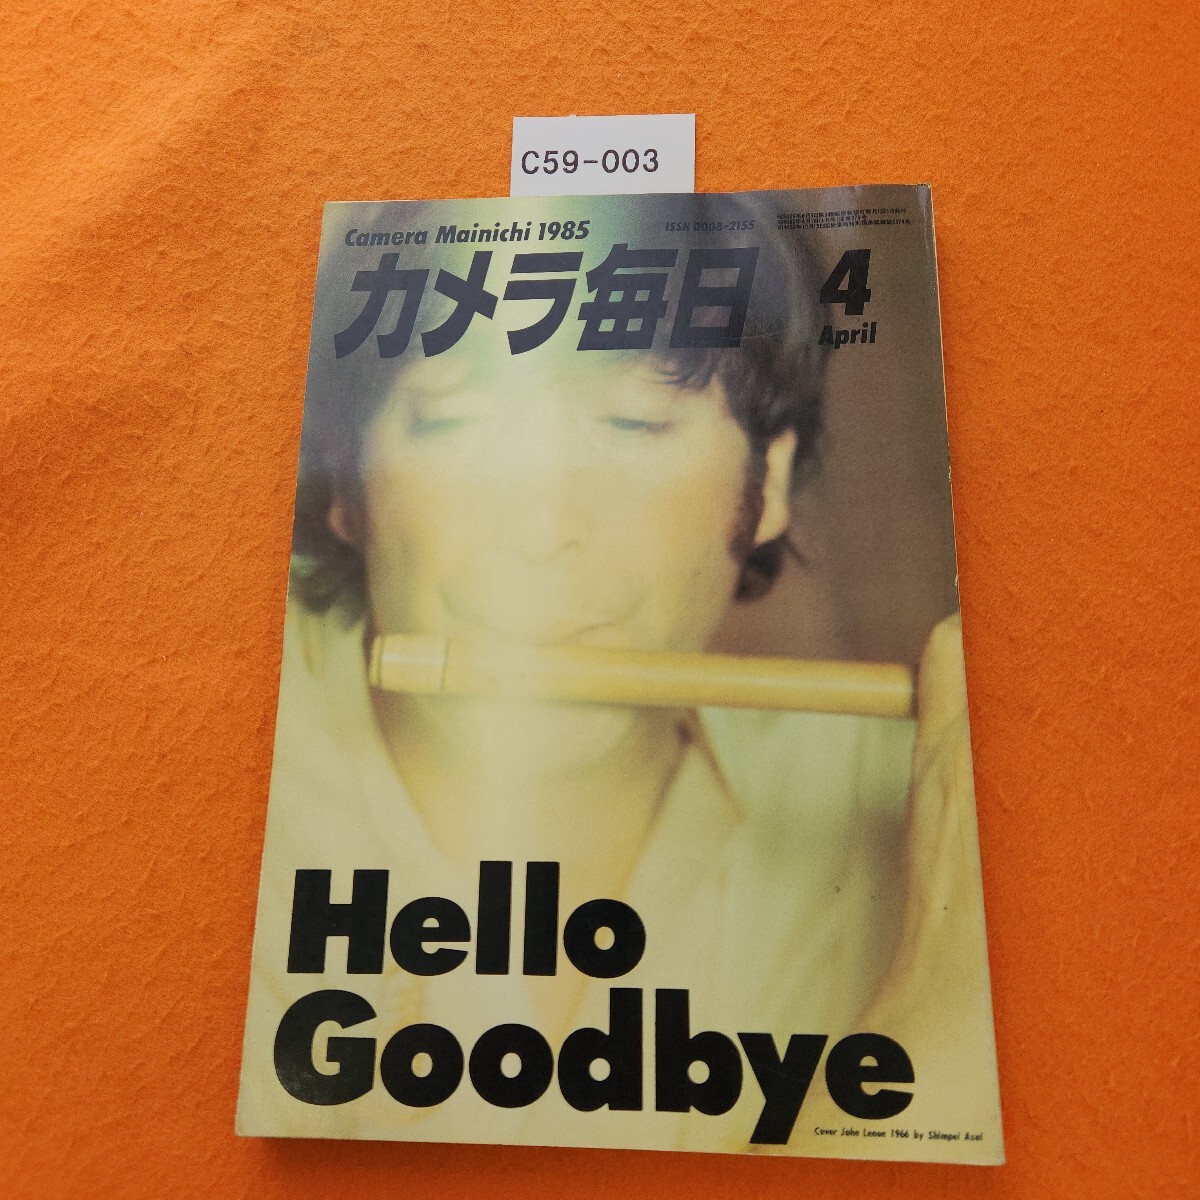 C59-003
Camera Mainichi 1985
ISSN 0008-2155
カメラ毎日
4
April
Hello
Goodbye
Cover John Lenon 1966 by Shimpei Asai